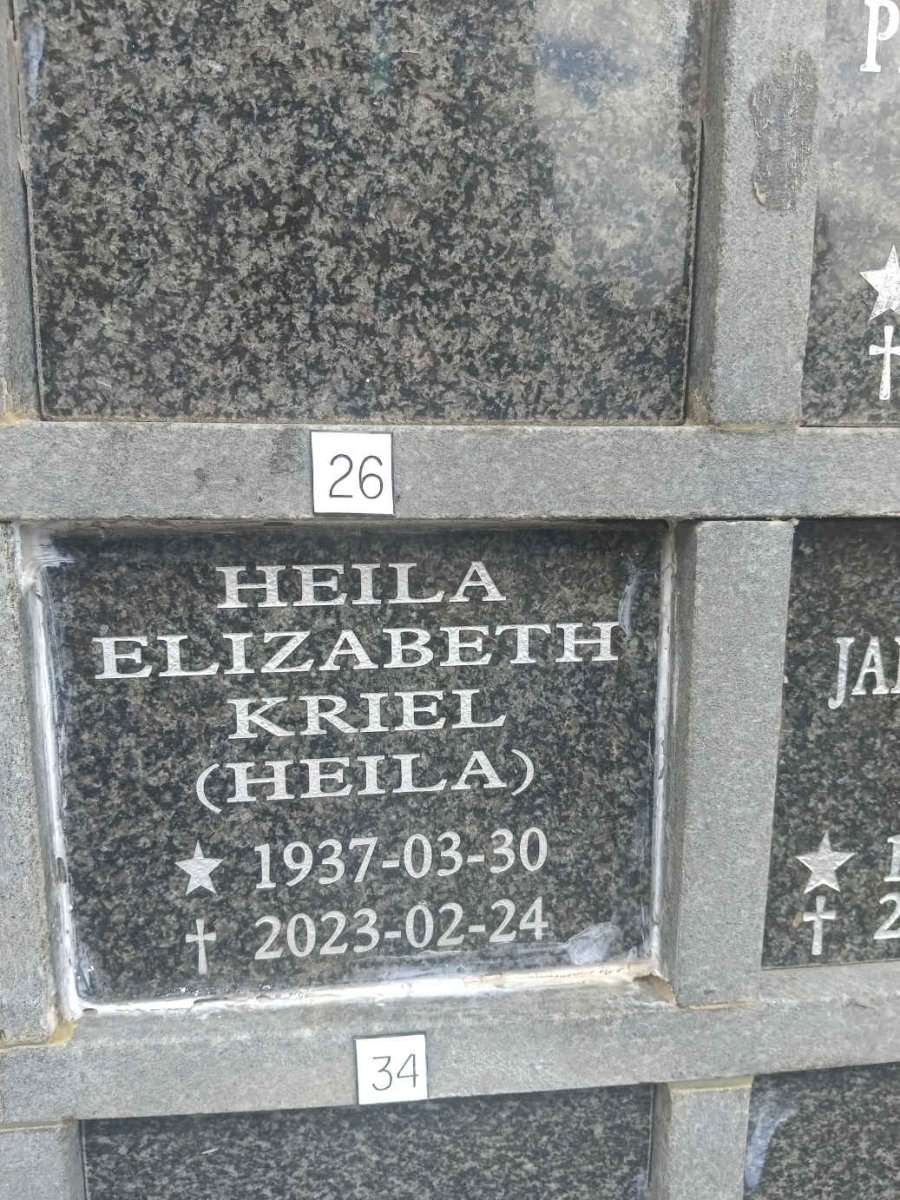 26
HEILA
ELIZABETH
KRIEL
(HEILA)
1937-03-30
2023-02-24
34